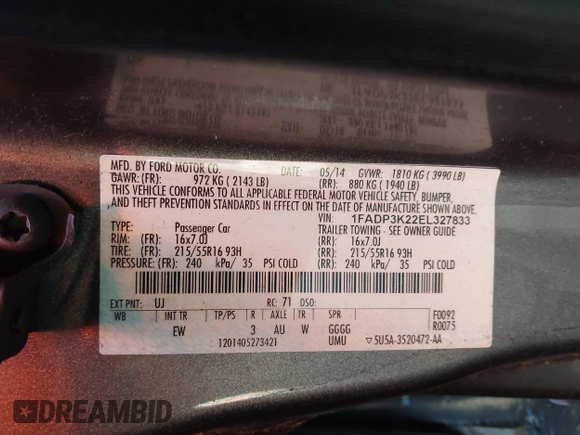 MFD. BY FORD MOTOR CO. DATE: 05/14 GVWR: 1810 KG ( 3990 LB)
GAWR: (FR): 972 KG ( 2143 LB) (RR): 880 KG ( 1940 LB)
THIS VEHICLE CONFORMS TO ALL APPLICABLE FEDERAL MOTOR VEHICLE SAFETY, BUMPER,
AND THEFT PREVENTION STANDARDS IN EFFECT ON THE DATE OF MANUFACTURE SHOWN ABOVE.
VIN: 1FADP3K22EL327833
TYPE: Passenger Car TRAILER TOWING - SEE OWNER GUIDE
RIM: (FR): 16x7.0J (RR): 16x7.0J
TIRE: (FR): 215/55R16 93H (RR): 215/55R16 93H
PRESSURE: (FR): 240 kPa/ 35 PSI COLD (RR): 240 kPa/ 35 PSI COLD
EXT PNT: UJ RC: 71 DSO:
WB INT TR TP/PS R AXLE TR SPR F0092
EW 3 AU W GGGG R0075
1201405273421 UMU ▽5U5A-3520472-AA
DREAMBID